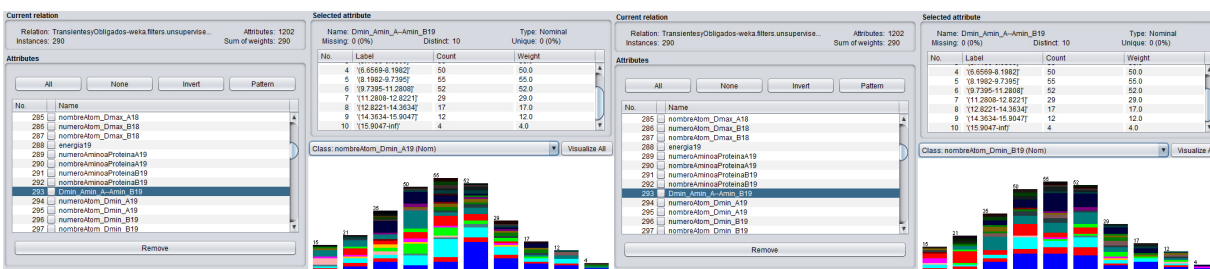 Current relation
Relation: TransientesyObligados-weka.filters.unsupervise...
Attributes: 1202
Instances: 290
Sum of weights: 290
Attributes
All
None
Invert
Pattern
No.
Name
285 nombreAtom_Dmax_A18
286 numeroAtom_Dmax_B18
287 nombreAtom_Dmax_B18
288 energia19
289 numeroAminoaProteinaA19
290 nombreAminoaProteinaA19
291 numeroAminoaProteinaB19
292 nombreAminoaProteinaB19
293 Dmin_Amin_A--Amin_B19
294 numeroAtom_Dmin_A19
295 nombreAtom_Dmin_A19
296 numeroAtom_Dmin_B19
297 nombreAtom_Dmin_B19
Remove
Selected attribute
Name: Dmin_Amin_A--Amin_B19
Type: Nominal
Missing: 0 (0%)
Distinct: 10
Unique: 0 (0%)
No.
Label
Count
Weight
4 '(6.6569-8.1982]' 50 50.0
5 '(8.1982-9.7395]' 55 55.0
6 '(9.7395-11.2808]' 52 52.0
7 '(11.2808-12.8221]' 29 29.0
8 '(12.8221-14.3634]' 17 17.0
9 '(14.3634-15.9047]' 12 12.0
10 '(15.9047-inf)' 4 4.0
Class: nombreAtom_Dmin_A19 (Nom)
Visualize All
15
21
35
50
55
52
29
17
12
4
Current relation
Relation: TransientesyObligados-weka.filters.unsupervise...
Attributes: 1202
Instances: 290
Sum of weights: 290
Attributes
All
None
Invert
Pattern
No.
Name
285 nombreAtom_Dmax_A18
286 numeroAtom_Dmax_B18
287 nombreAtom_Dmax_B18
288 energia19
289 numeroAminoaProteinaA19
290 nombreAminoaProteinaA19
291 numeroAminoaProteinaB19
292 nombreAminoaProteinaB19
293 Dmin_Amin_A--Amin_B19
294 numeroAtom_Dmin_A19
295 nombreAtom_Dmin_A19
296 numeroAtom_Dmin_B19
297 nombreAtom_Dmin_B19
Remove
Selected attribute
Name: Dmin_Amin_A--Amin_B19
Type: Nominal
Missing: 0 (0%)
Distinct: 10
Unique: 0 (0%)
No.
Label
Count
Weight
4 '(6.6569-8.1982]' 50 50.0
5 '(8.1982-9.7395]' 55 55.0
6 '(9.7395-11.2808]' 52 52.0
7 '(11.2808-12.8221]' 29 29.0
8 '(12.8221-14.3634]' 17 17.0
9 '(14.3634-15.9047]' 12 12.0
10 '(15.9047-inf)' 4 4.0
Class: nombreAtom_Dmin_B19 (Nom)
Visualize
15
21
35
50
55
52
29
17
12
4